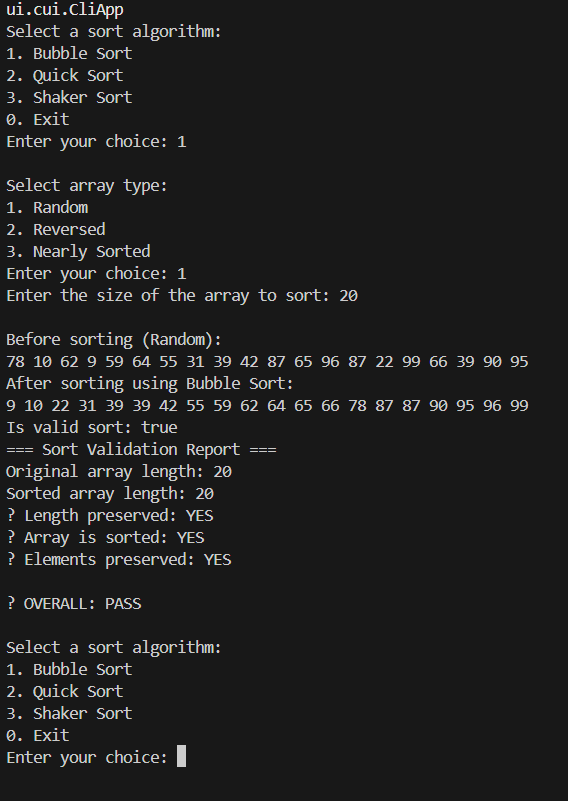 ui.cui.CliApp
Select a sort algorithm:
1. Bubble Sort
2. Quick Sort
3. Shaker Sort
0. Exit
Enter your choice: 1

Select array type:
1. Random
2. Reversed
3. Nearly Sorted
Enter your choice: 1
Enter the size of the array to sort: 20

Before sorting (Random):
78 10 62 9 59 64 55 31 39 42 87 65 96 87 22 99 66 39 90 95
After sorting using Bubble Sort:
9 10 22 31 39 39 42 55 59 62 64 65 66 78 87 87 90 95 96 99
Is valid sort: true
=== Sort Validation Report ===
Original array length: 20
Sorted array length: 20
? Length preserved: YES
? Array is sorted: YES
? Elements preserved: YES

? OVERALL: PASS

Select a sort algorithm:
1. Bubble Sort
2. Quick Sort
3. Shaker Sort
0. Exit
Enter your choice: